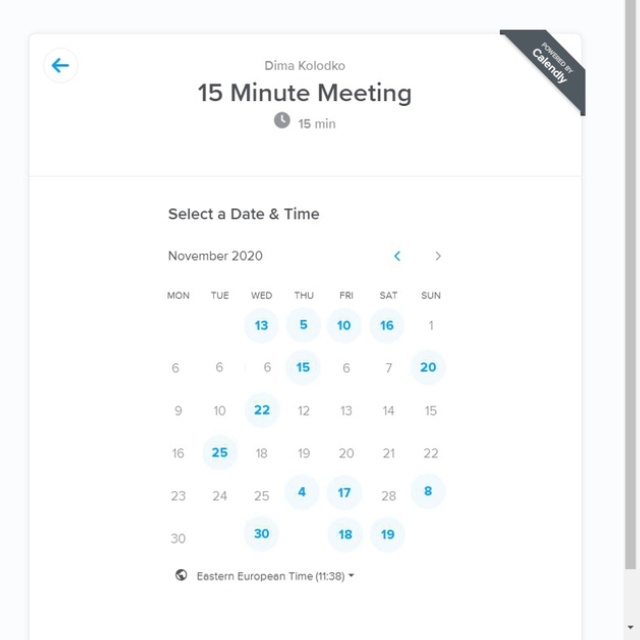 POWERED BY
Calendly
Dima Kolodko
15 Minute Meeting
15 min
Select a Date & Time
November 2020
MON TUE WED THU FRI SAT SUN
13 5 10 16 1
6 6 6 15 6 7 20
9 10 22 12 13 14 15
16 25 18 19 20 21 22
23 24 25 4 17 28 8
30 30 18 19
Eastern European Time (11:38)